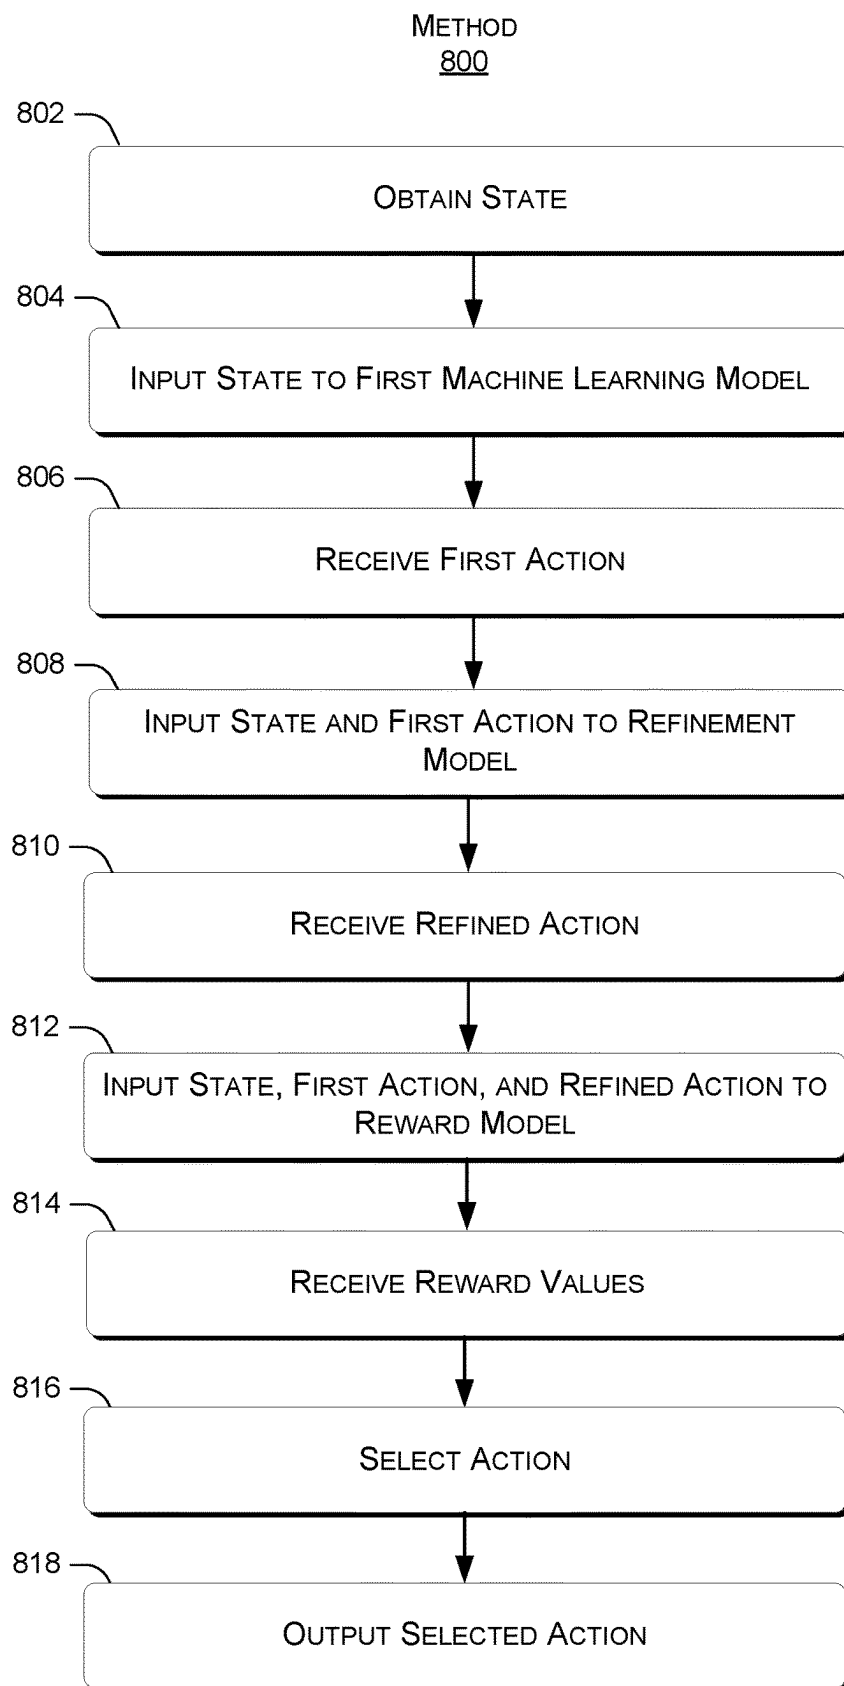 METHOD
800
802
OBTAIN STATE
804
INPUT STATE TO FIRST MACHINE LEARNING MODEL
806
RECEIVE FIRST ACTION
808
INPUT STATE AND FIRST ACTION TO REFINEMENT
MODEL
810
RECEIVE REFINED ACTION
812
INPUT STATE, FIRST ACTION, AND REFINED ACTION TO
REWARD MODEL
814
RECEIVE REWARD VALUES
816
SELECT ACTION
818
OUTPUT SELECTED ACTION